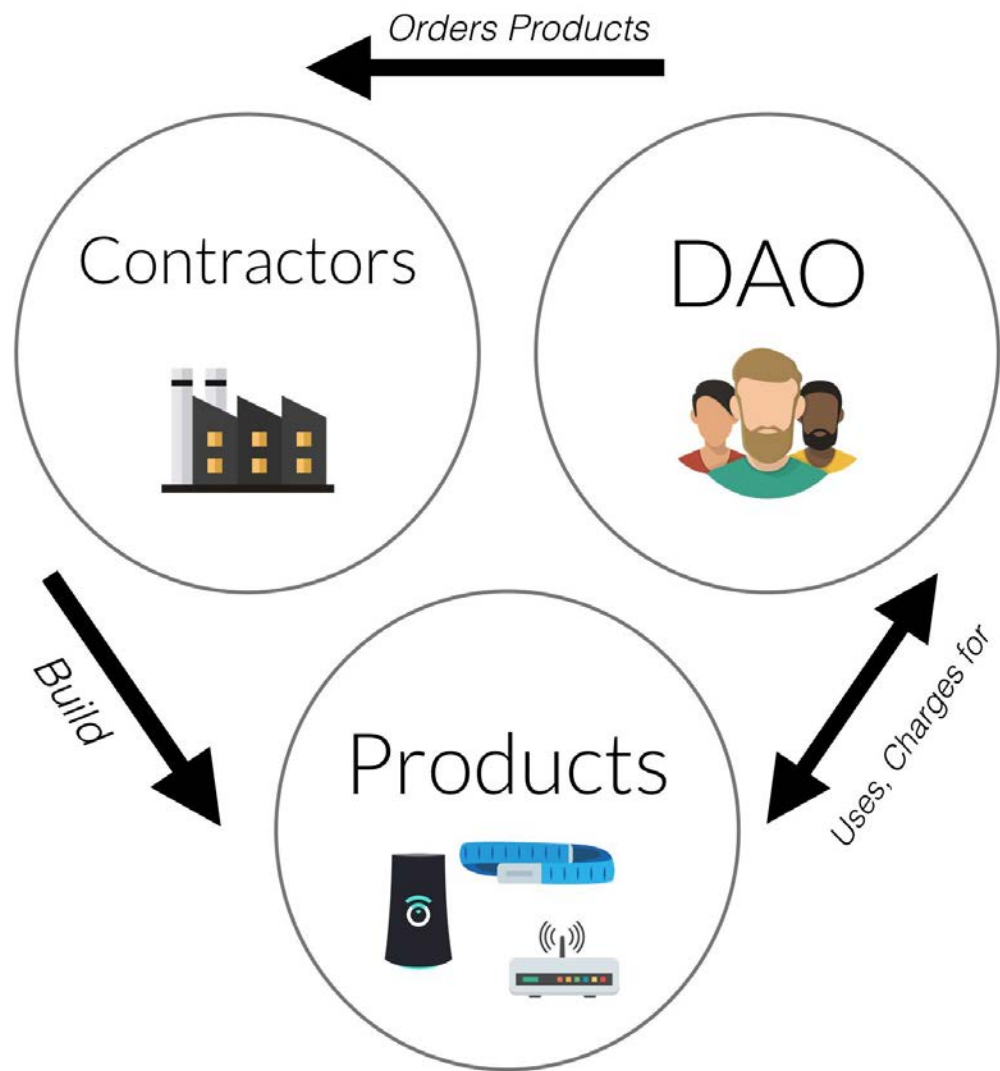 Orders Products
Contractors
DAO
Build
Uses, Charges for
Products